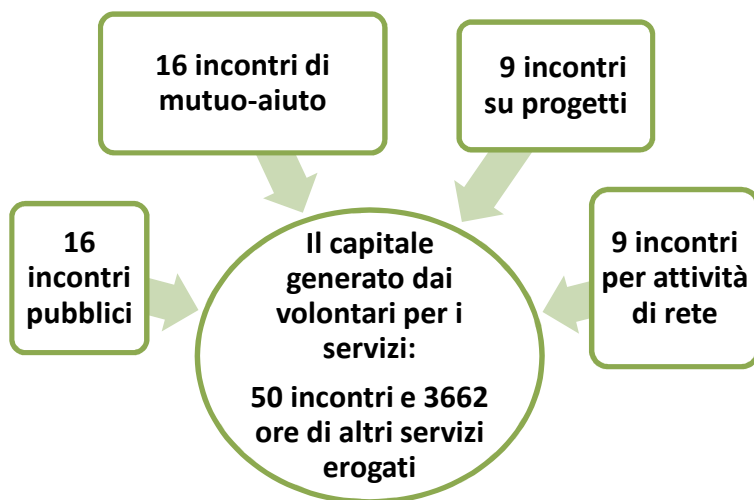 16 incontri di
mutuo-aiuto
9 incontri
su progetti
16
incontri
pubblici
Il capitale
generato dai
volontari per i
servizi:
50 incontri e 3662
ore di altri servizi
erogati
9 incontri
per attività
di rete